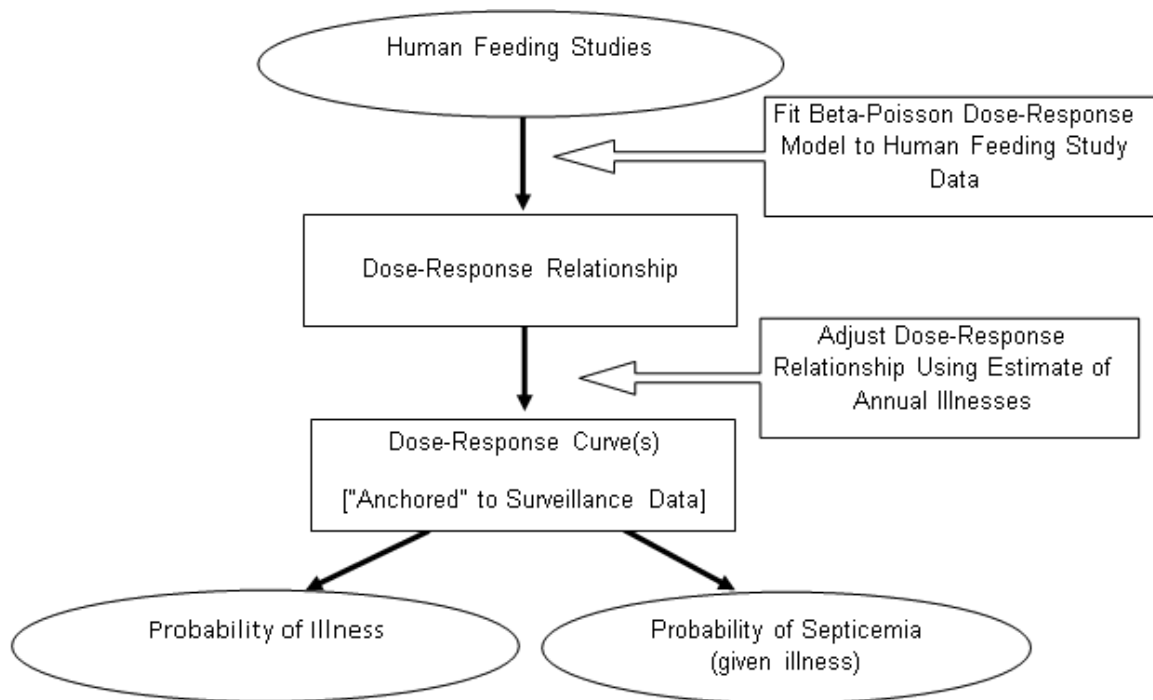 Human Feeding Studies
Fit Beta-Poisson Dose-Response
Model to Human Feeding Study
Data
Dose-Response Relationship
Adjust Dose-Response
Relationship Using Estimate of
Annual Illnesses
Dose-Response Curve(s)
["Anchored" to Surveillance Data]
Probability of Illness
Probability of Septicemia
(given illness)